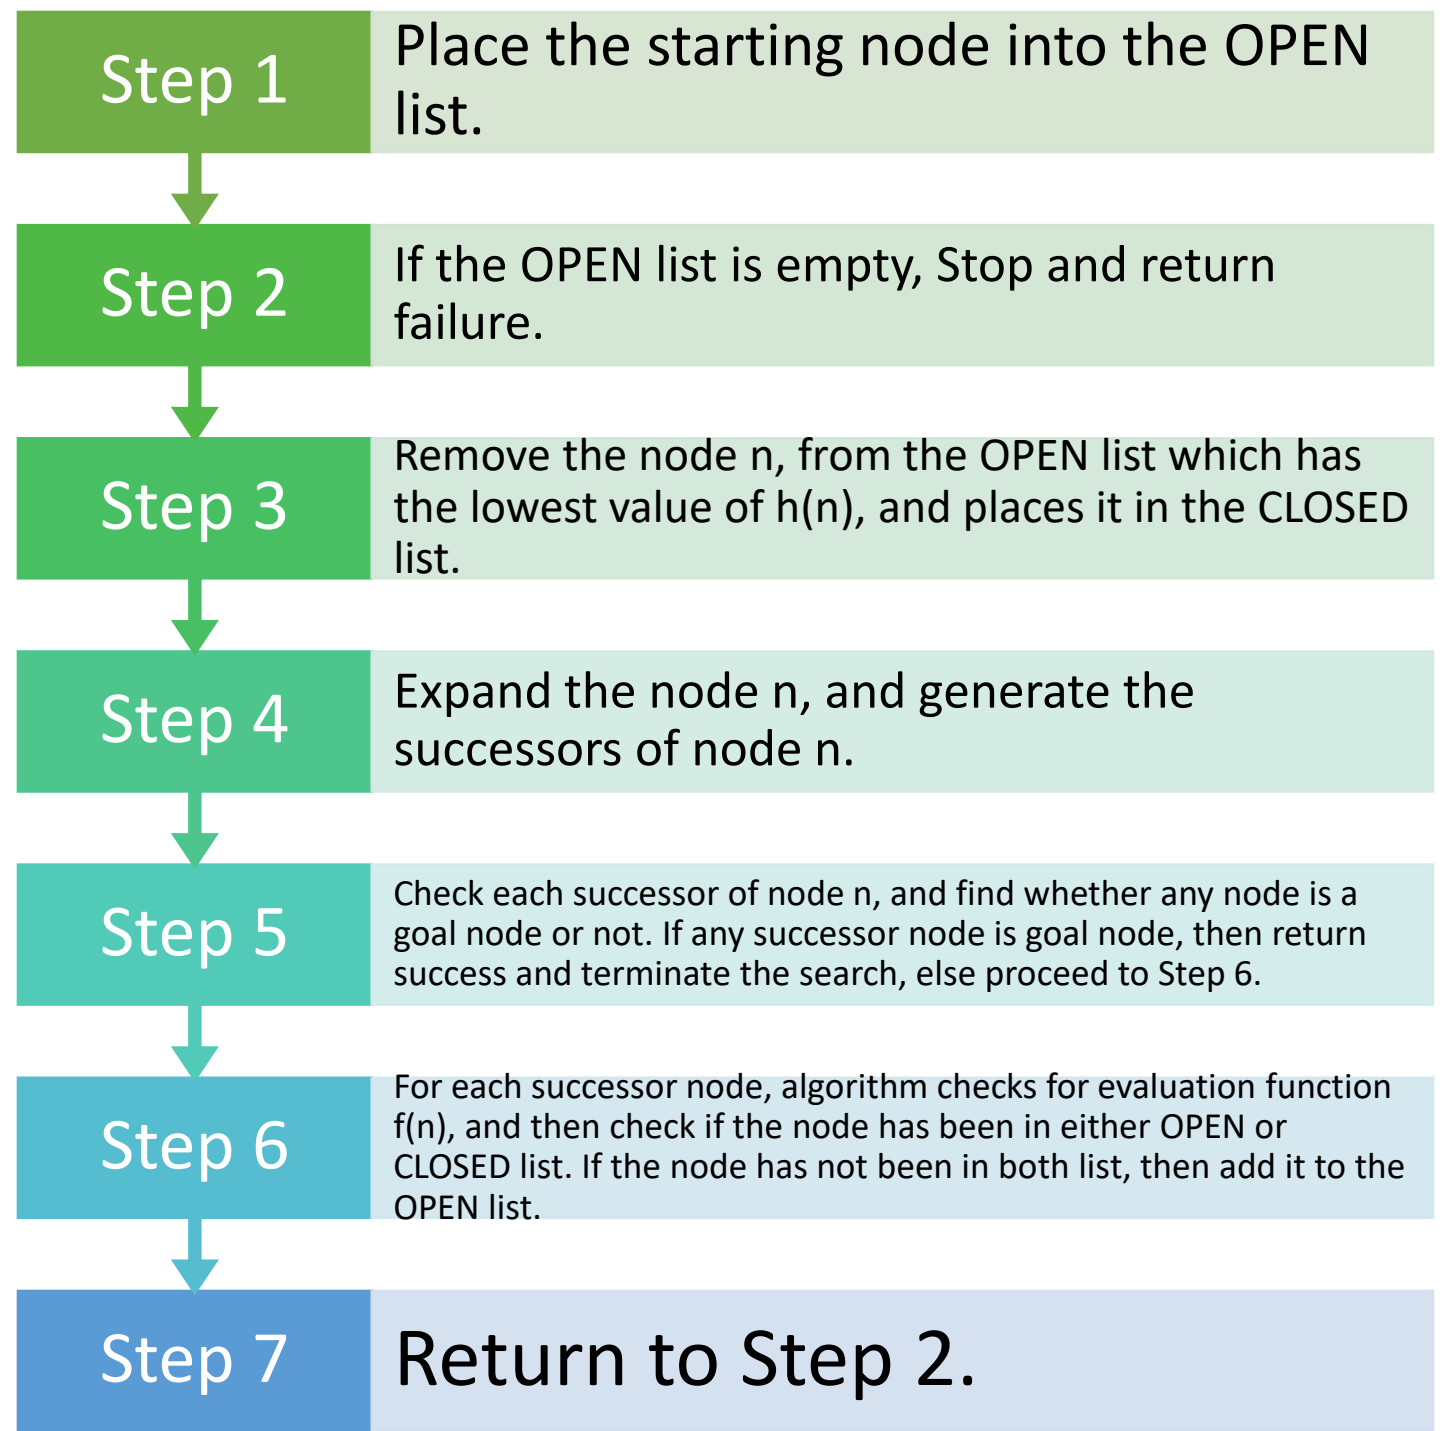 Step 1
Place the starting node into the OPEN
list.
Step 2
If the OPEN list is empty, Stop and return
failure.
Step 3
Remove the node n, from the OPEN list which has
the lowest value of h(n), and places it in the CLOSED
list.
Step 4
Expand the node n, and generate the
successors of node n.
Step 5
Check each successor of node n, and find whether any node is a
goal node or not. If any successor node is goal node, then return
success and terminate the search, else proceed to Step 6.
Step 6
For each successor node, algorithm checks for evaluation function
f(n), and then check if the node has been in either OPEN or
CLOSED list. If the node has not been in both list, then add it to the
OPEN list.
Step 7
Return to Step 2.